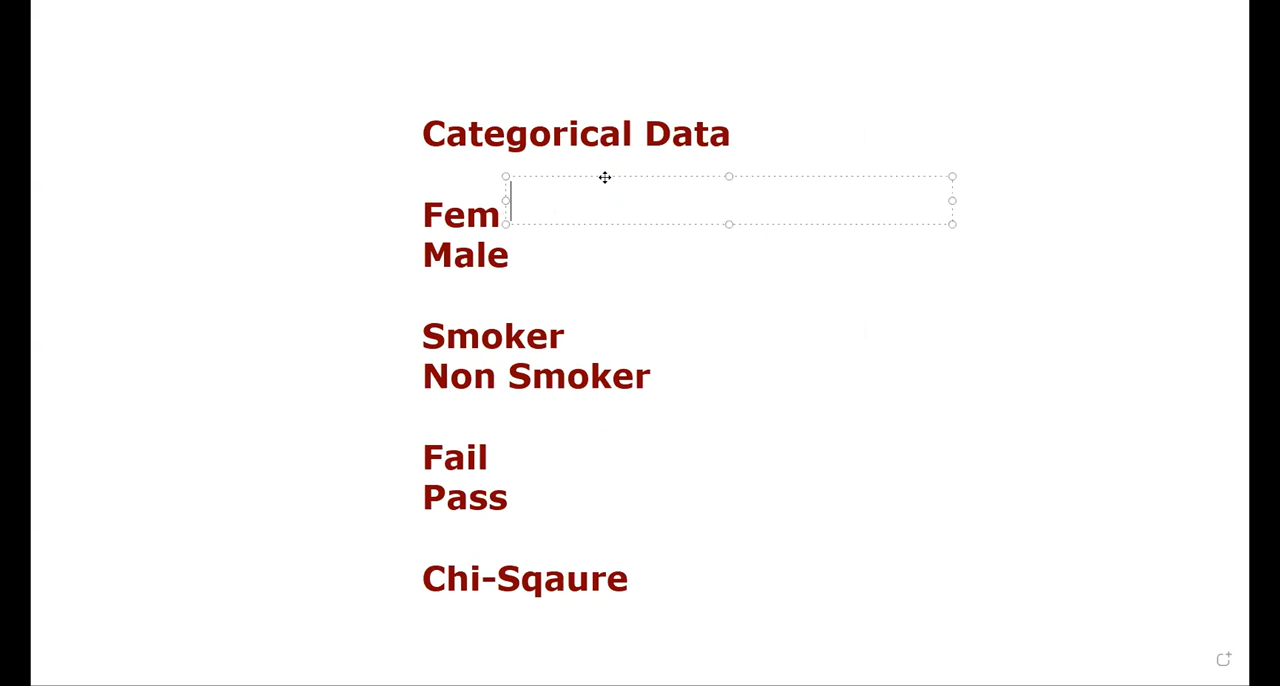 Categorical Data
Fem
Male
Smoker
Non Smoker
Fail
Pass
Chi-Sqaure